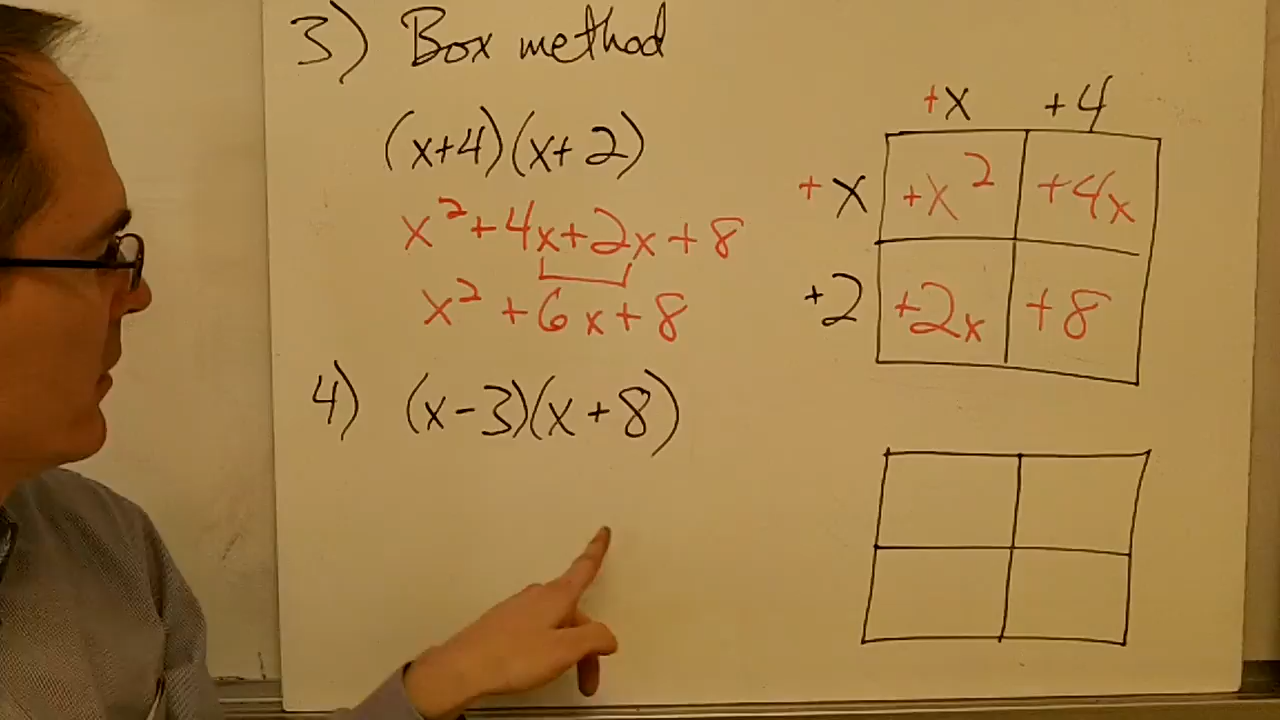 3) Box method
(x+4)(x+2)
x²+4x+2x+8
x²+6x+8
+x +4
+x +x² +4x
+2 +2x +8
4) (x-3)(x+8)